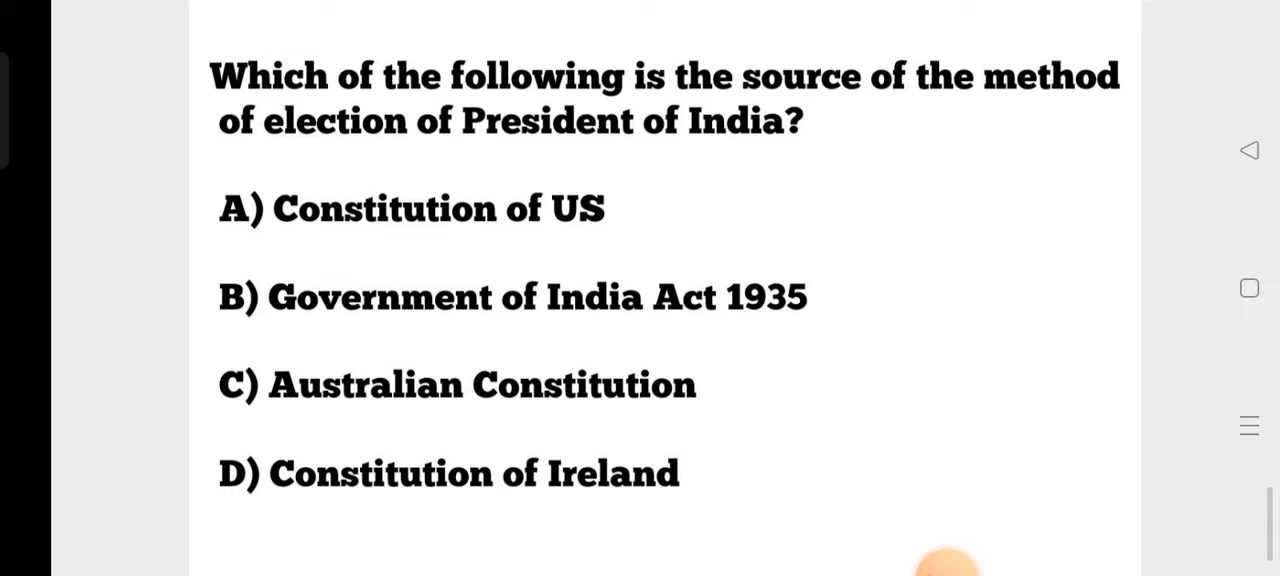 Which of the following is the source of the method
of election of President of India?
A) Constitution of US
B) Government of India Act 1935
C) Australian Constitution
D) Constitution of Ireland